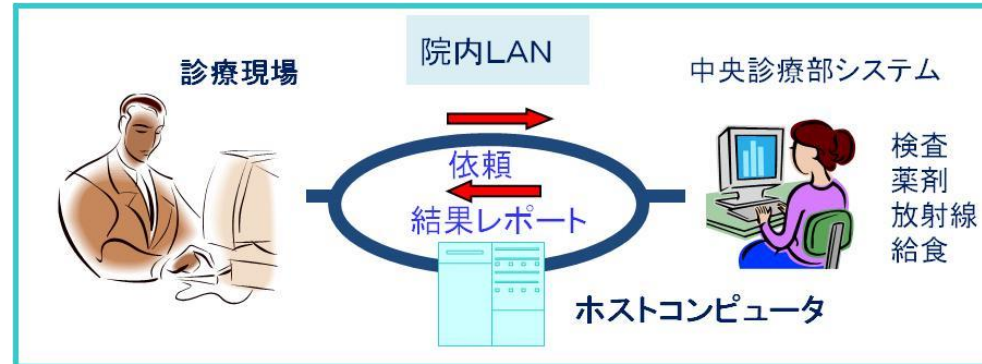 院内LAN
診療現場
中央診療部システム
依頼
結果レポート
検査
薬剤
放射線
給食
ホストコンピュータ